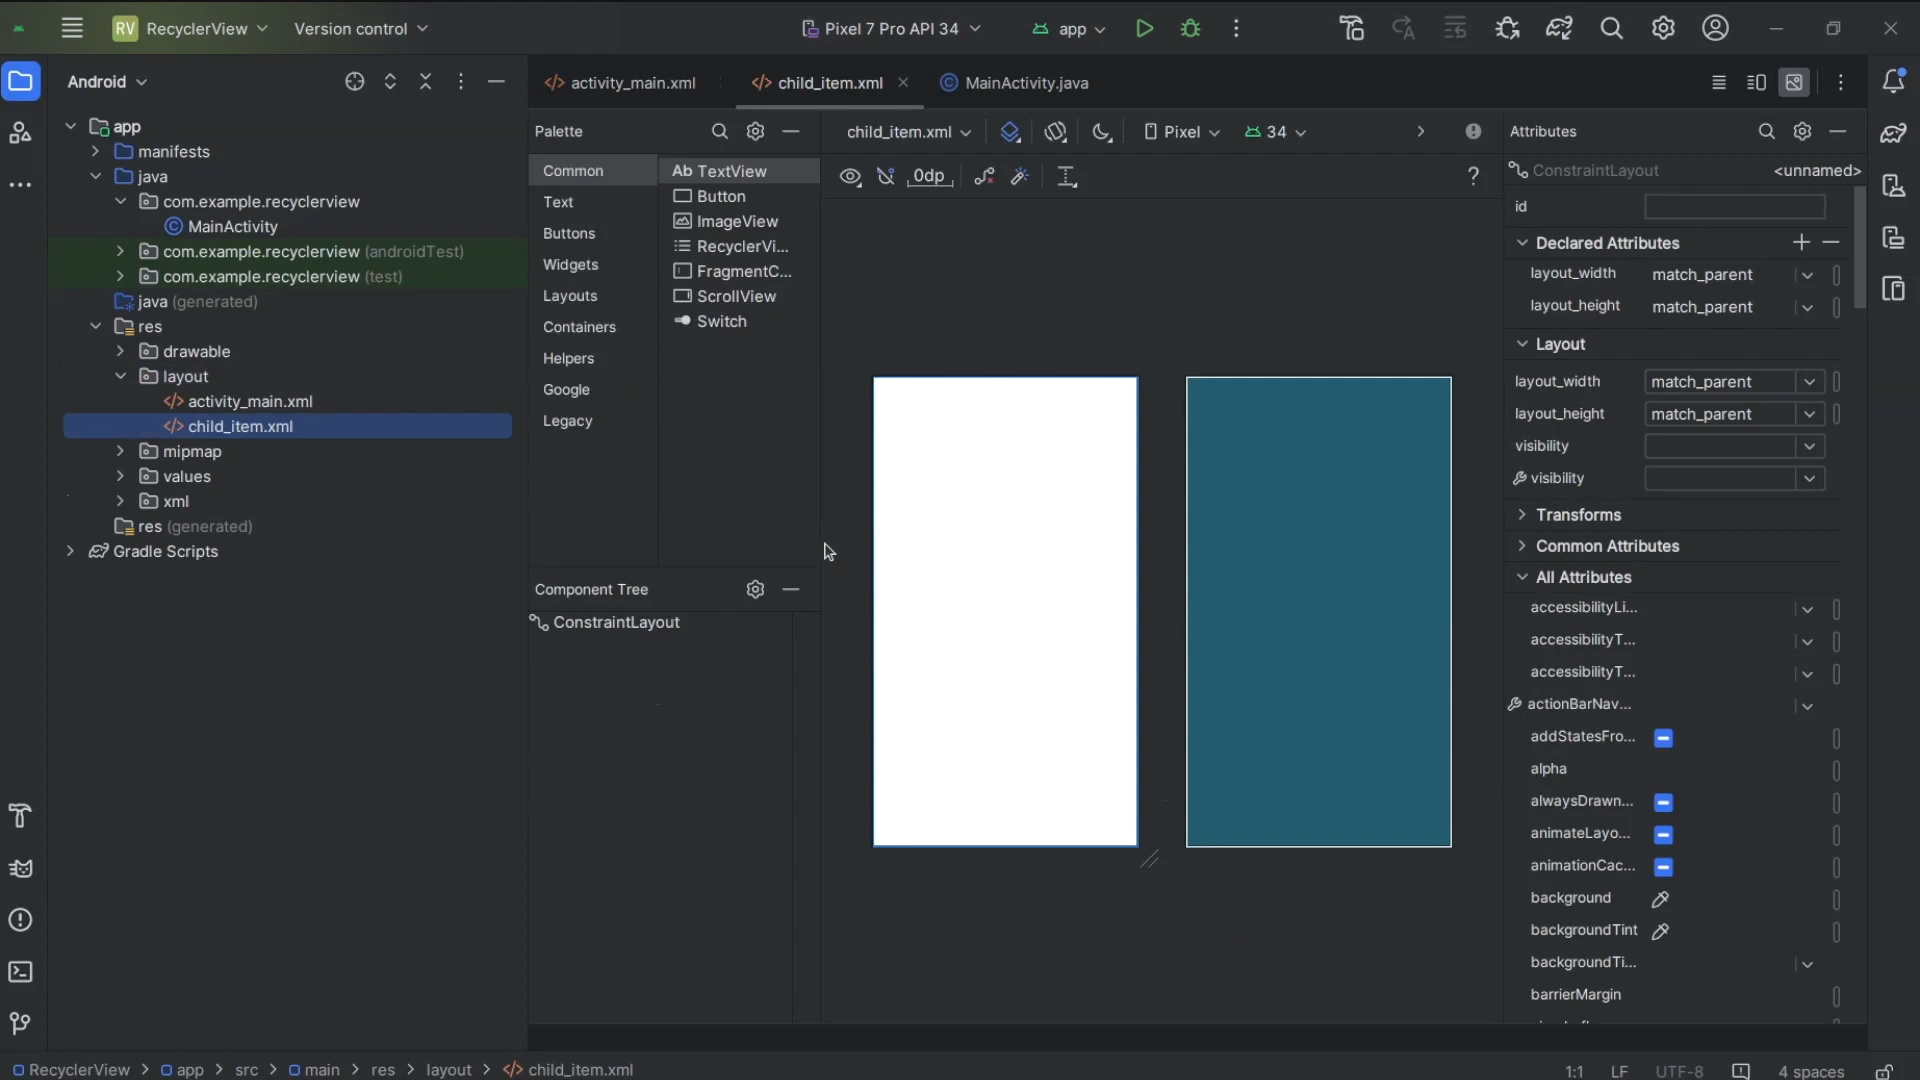 RV RecyclerView
Version control
Pixel 7 Pro API 34
app
Android
app
manifests
java
com.example.recyclerview
MainActivity
com.example.recyclerview (androidTest)
com.example.recyclerview (test)
java (generated)
res
drawable
layout
</> activity_main.xml
</> child_item.xml
mipmap
values
xml
res (generated)
Gradle Scripts
</> activity_main.xml
</> child_item.xml
MainActivity.java
Palette
Common
Text
Buttons
Widgets
Layouts
Containers
Helpers
Google
Legacy
Ab TextView
Button
ImageView
RecyclerVi...
FragmentC...
ScrollView
Switch
Component Tree
ConstraintLayout
child_item.xml
Pixel
34
0dp
?
Attributes
ConstraintLayout <unnamed>
id
Declared Attributes
layout_width match_parent
layout_height match_parent
Layout
layout_width match_parent
layout_height match_parent
visibility
visibility
Transforms
Common Attributes
All Attributes
accessibilityLi...
accessibilityT...
accessibilityT...
actionBarNav...
addStatesFro...
alpha
alwaysDrawn...
animateLayo...
animationCac...
background
backgroundTint
backgroundTi...
barrierMargin
RecyclerView > app > src > main > res > layout > </> child_item.xml
1:1 LF UTF-8 4 spaces